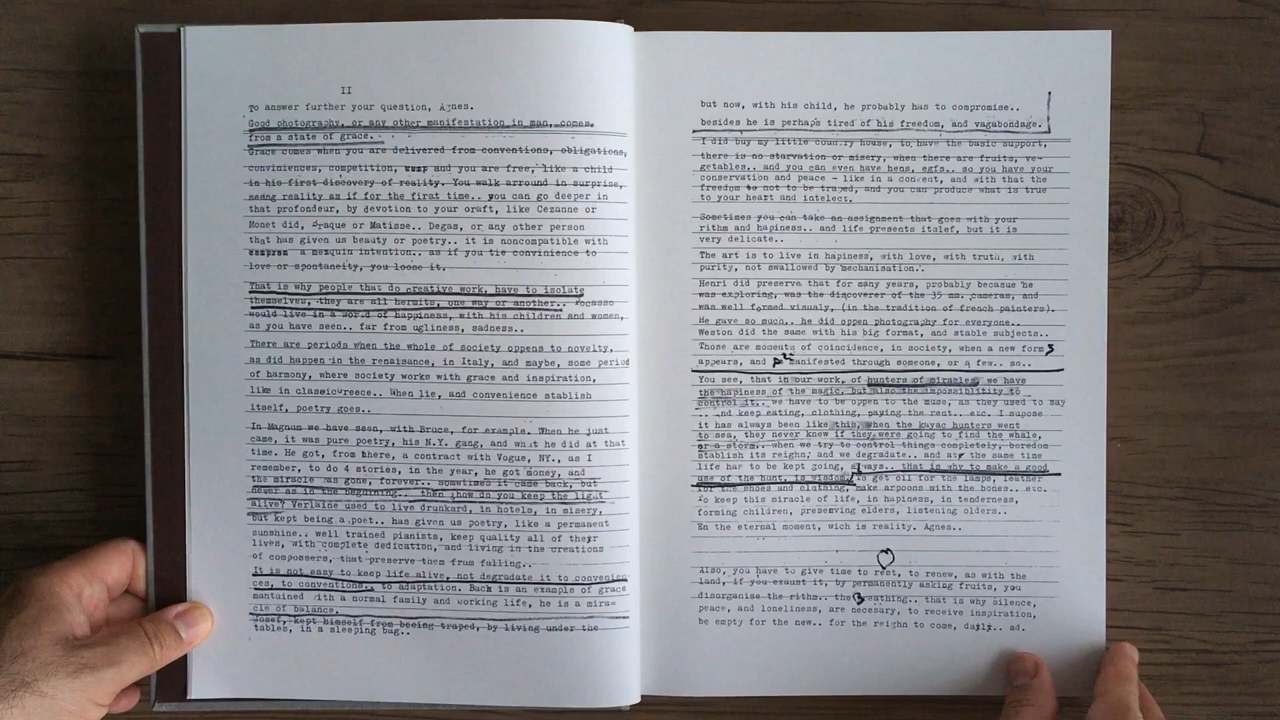 II
To answer further your question, Agnes.
Good photography, or any other manifestation in man, comes,
from a state of grace.
Grace comes when you are delivered from conventions, obligations,
conviniences, competition, and you are free, like a child
in his first discovery of reality. You walk arround in surprise,
seeing reality as if for the first time.. you can go deeper in
that profondeur, by devotion to your craft, like Cezanne or
Monet did, Braque or Matisse.. Degas, or any other person
that has given us beauty or poetry.. it is noncompatible with
a mezquin intention.. as if you tie convinience to
love or spontaneity, you loose it.
That is why people that do creative work, have to isolate
themselves, they are all hermits, one way or another..
would live in a world of happiness, with his children and women,
as you have seen.. far from ugliness, sadness..
There are periods when the whole of society oppens to novelty,
as did happen in the renaisance, in Italy, and maybe, some period
of harmony, where society works with grace and inspiration,
like in classic greece.. When lie, and convenience stablish
itself, poetry goes..
In Magnum we have seen, with Bruce, for example. When he just
came, it was pure poetry, his N.Y. gang, and what he did at that
time. He got, from there, a contract with Vogue, NY., as I
remember, to do 4 stories, in the year, he got money, and
the miracle was gone, forever.. sometimes it came back, but
never as in the beguining... then ¿how do you keep the ligut
alive? Verlaine used to live drunkard, in hotels, in misery,
but kept being a poet.. has given us poetry, like a permanent
sunshine.. well trained pianists, keep quality all of their
lives, with complete dedication, and living in the creations
of compossers, that preserve them frum falling..
It is not easy to keep life alive, not degradate it to convenien
ces, to conventions.. to adaptation. Back is an example of grace
mantained with a normal family and working life, he is a mira-
cle of balance.
Josef, kept himself from beeing traped, by living under the
tables, in a sleeping bag..
but now, with his child, he probably has to compromise..
besides he is perhaps tired of his freedom, and vagabondage.
I did buy my little country house, to have the basic support,
there is no starvation or misery, when there are fruits, ve-
getables.. and you can even have hens, egfs.. so you have your
conservation and peace - like in a convent, and with that the
freedom to not to be traped, and you can produce what is true
to your heart and intelect.
Sometimes you can take an assignment that goes with your
rithm and hapiness.. and life presents itslef, but it is
very delicate..
The art is to live in hapiness, with love, with truth, with
purity, not swallowed by mechanisation..
Henri did preserve that for many years, probably because he
was exploring, was the discoverer of the 35 mm. cameras, and
was well formed visualy, (in the tradition of french painters).
He gave so much.. he did oppen photography for everyone..
Weston did the same with his big format, and stable subjects..
Those are moments of coincidence, in society, when a new form
appears, and manifested through someone, or a few.. so..
You see, that in our work, of hunters of miracles, we have
the hapiness of the magic, but also the impossiblitity to
control it.. we have to be oppen to the muse, as they used to say
.. and keep eating, clothing, paying the rent.. etc. I supose
it has always been like this, when the kayac hunters went
to sea, they never knew if they were going to find the whale,
or a storm.. when we try to control things completely, boredom
stablish its reighn; and we degradate.. and at the same time
life har to be kept going, always.. that is why to make a good
use of the hunt, is wisdom, To get oil for the lamps, leather
for the shoes and clothing, make arpoons with the bones.. etc.
To keep this miracle of life, in hapiness, in tenderness,
forming children, preserving elders, listening olders..
En the eternal moment, wich is reality. Agnes..
Also, you have to give time to rest, to renew, as with the
land, if you exaust it, by permanently asking fruits, you
disorganise the rithm.. the Breathing.. that is why silence,
peace, and loneliness, are necesury, to receive inspiration,
be empty for the new.. for the reighn to come, daily.. ad.